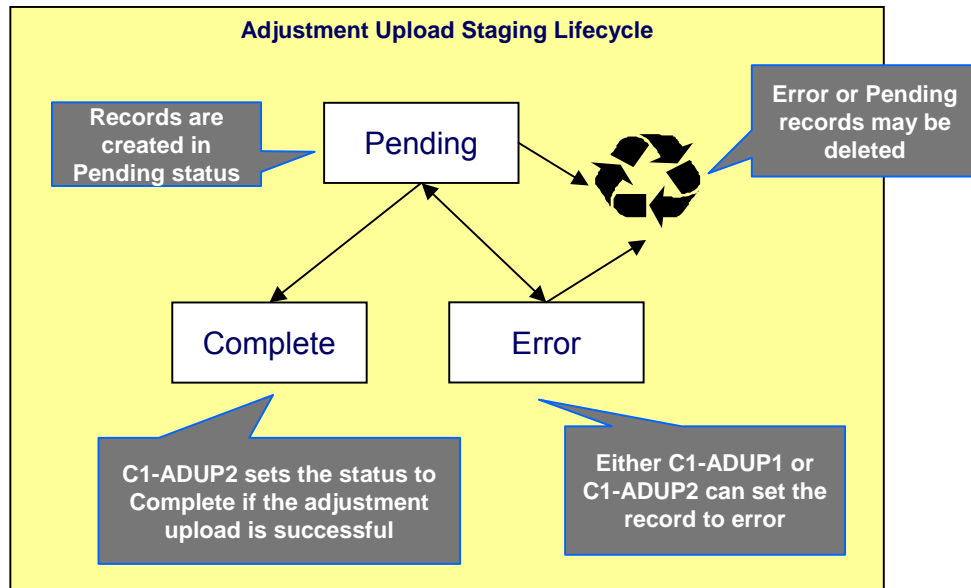 Adjustment Upload Staging Lifecycle
Records are
created in
Pending status
Pending
Error or Pending
records may be
deleted
Complete
Error
C1-ADUP2 sets the status to
Complete if the adjustment
upload is successful
Either C1-ADUP1 or
C1-ADUP2 can set the
record to error